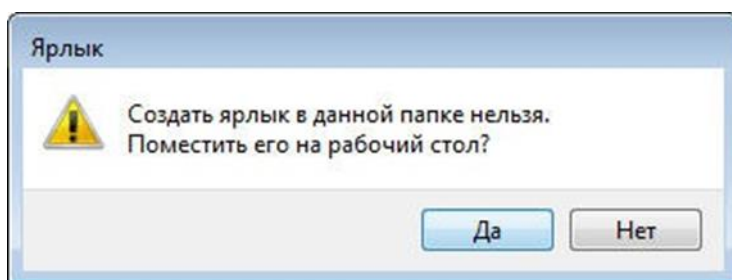 Ярлык
Создать ярлык в данной папке нельзя.
Поместить его на рабочий стол?
Да
Нет